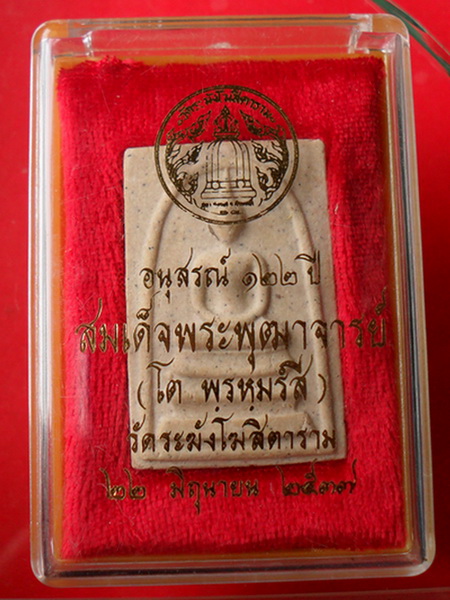 อนุสรณ์ ๑๒๒ ปี
สมเด็จพระพุฒาจารย์
(โต พฺรหฺมรํสี)
วัดระฆังโฆสิตาราม
๒๒ มิถุนายน ๒๕๓๗